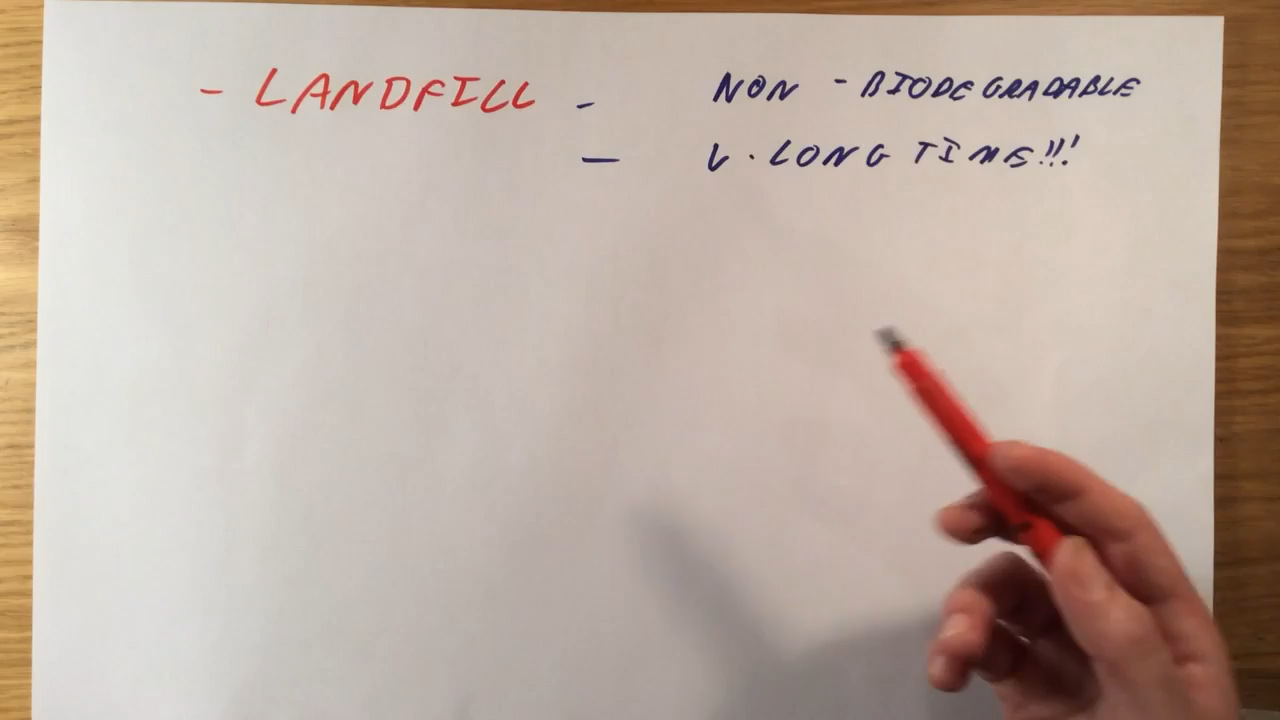 - LANDFILL - NON - BIODEGRADABLE
- V. LONG TIME!!!